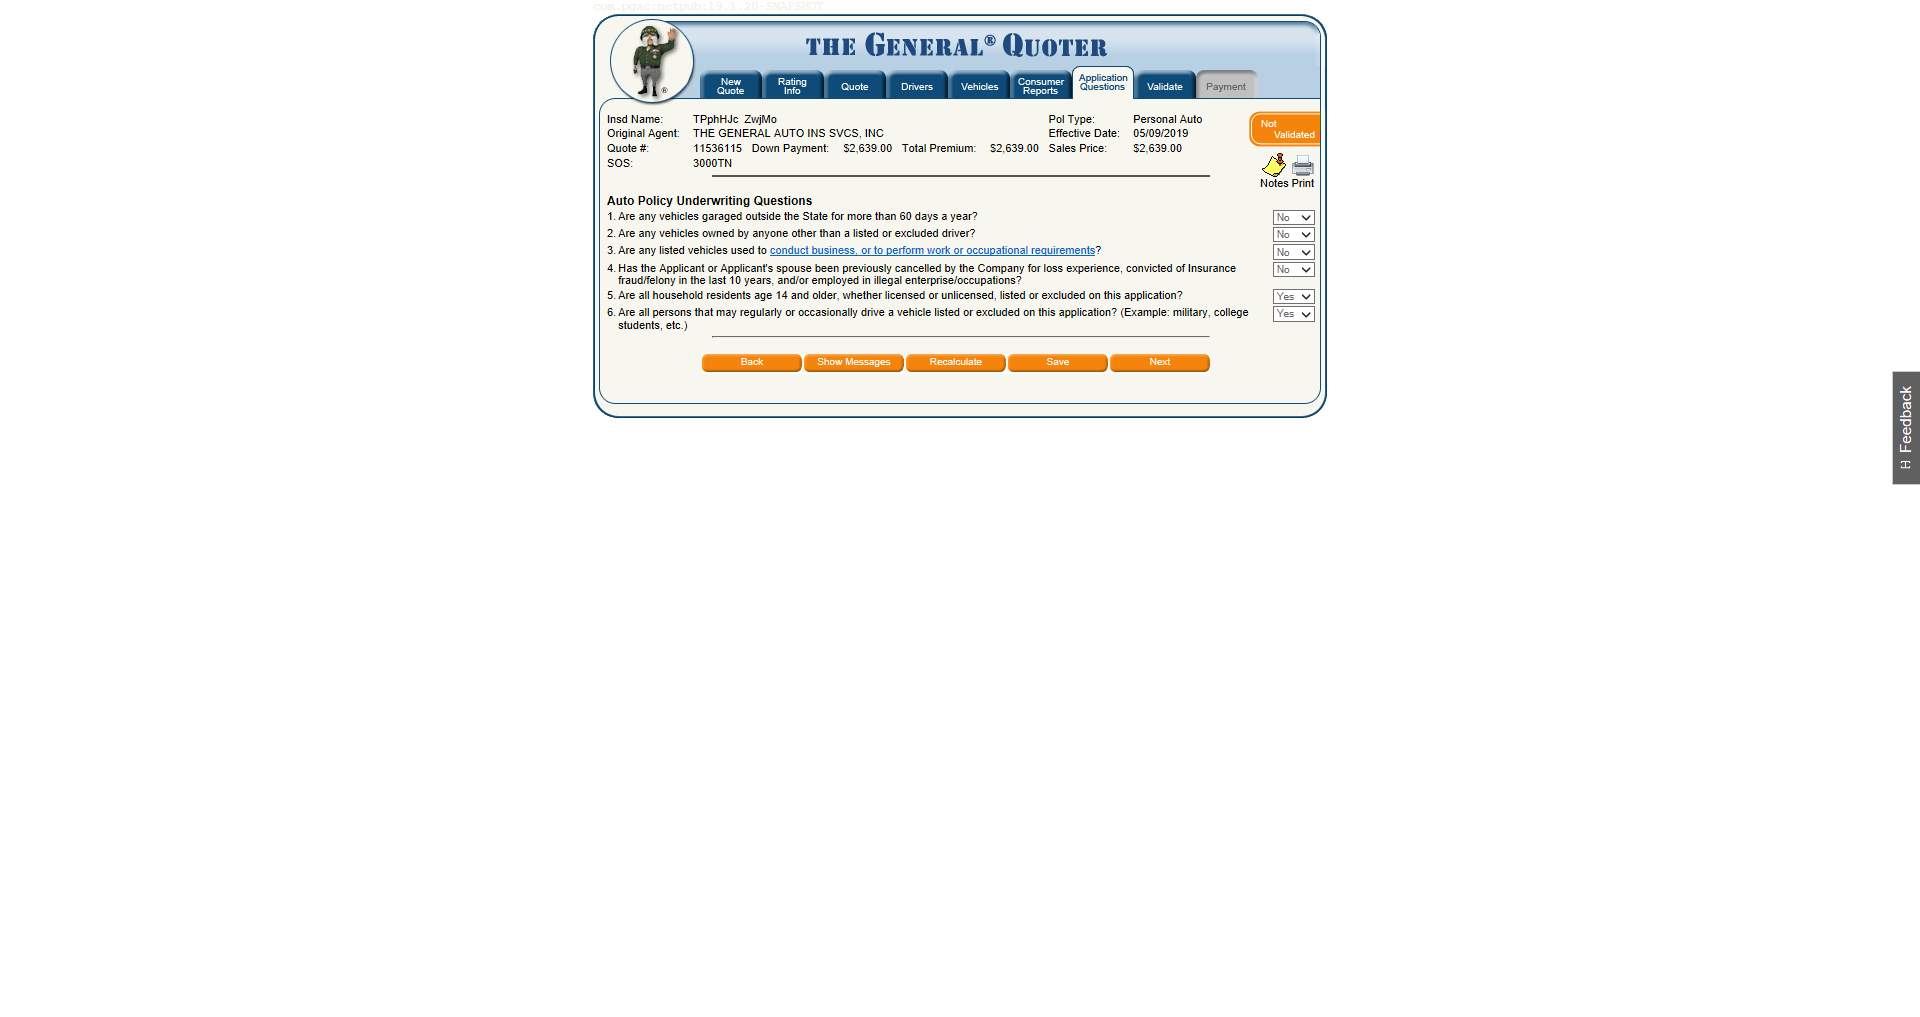 com.pgac:netpub:19.1.20-SNAPSHOT
THE GENERAL® QUOTER
New Quote
Rating Info
Quote
Drivers
Vehicles
Consumer Reports
Application Questions
Validate
Payment
Insd Name: TPphHJc ZwjMo Pol Type: Personal Auto
Original Agent: THE GENERAL AUTO INS SVCS, INC Effective Date: 05/09/2019
Quote #: 11536115 Down Payment: $2,639.00 Total Premium: $2,639.00 Sales Price: $2,639.00
SOS: 3000TN
Not
Validated
Notes Print
Auto Policy Underwriting Questions
1. Are any vehicles garaged outside the State for more than 60 days a year? No
2. Are any vehicles owned by anyone other than a listed or excluded driver? No
3. Are any listed vehicles used to conduct business, or to perform work or occupational requirements? No
4. Has the Applicant or Applicant's spouse been previously cancelled by the Company for loss experience, convicted of Insurance No
fraud/felony in the last 10 years, and/or employed in illegal enterprise/occupations?
5. Are all household residents age 14 and older, whether licensed or unlicensed, listed or excluded on this application? Yes
6. Are all persons that may regularly or occasionally drive a vehicle listed or excluded on this application? (Example: military, college Yes
students, etc.)
Back Show Messages Recalculate Save Next
[+] Feedback